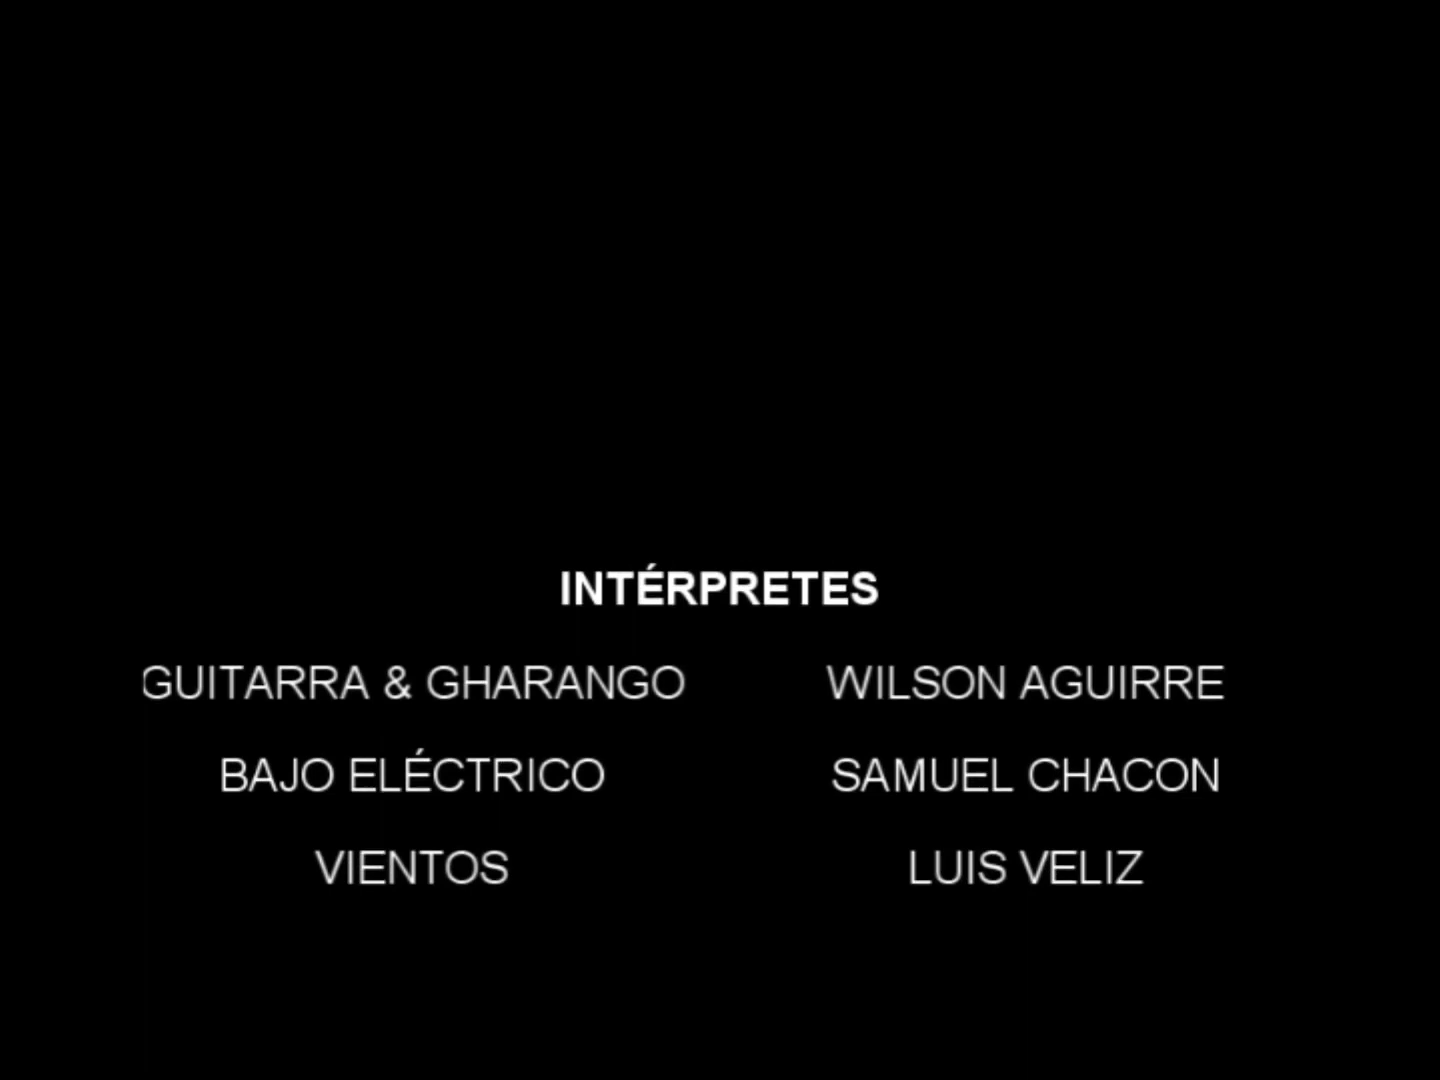 INTÉRPRETES
GUITARRA & GHARANGO WILSON AGUIRRE
BAJO ELÉCTRICO SAMUEL CHACON
VIENTOS LUIS VELIZ